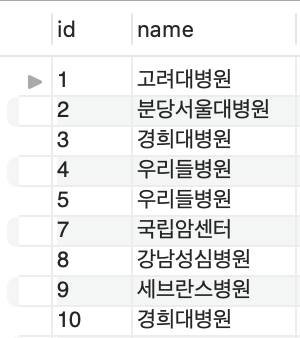 id name
1 고려대병원
2 분당서울대병원
3 경희대병원
4 우리들병원
5 우리들병원
7 국립암센터
8 강남성심병원
9 세브란스병원
10 경희대병원